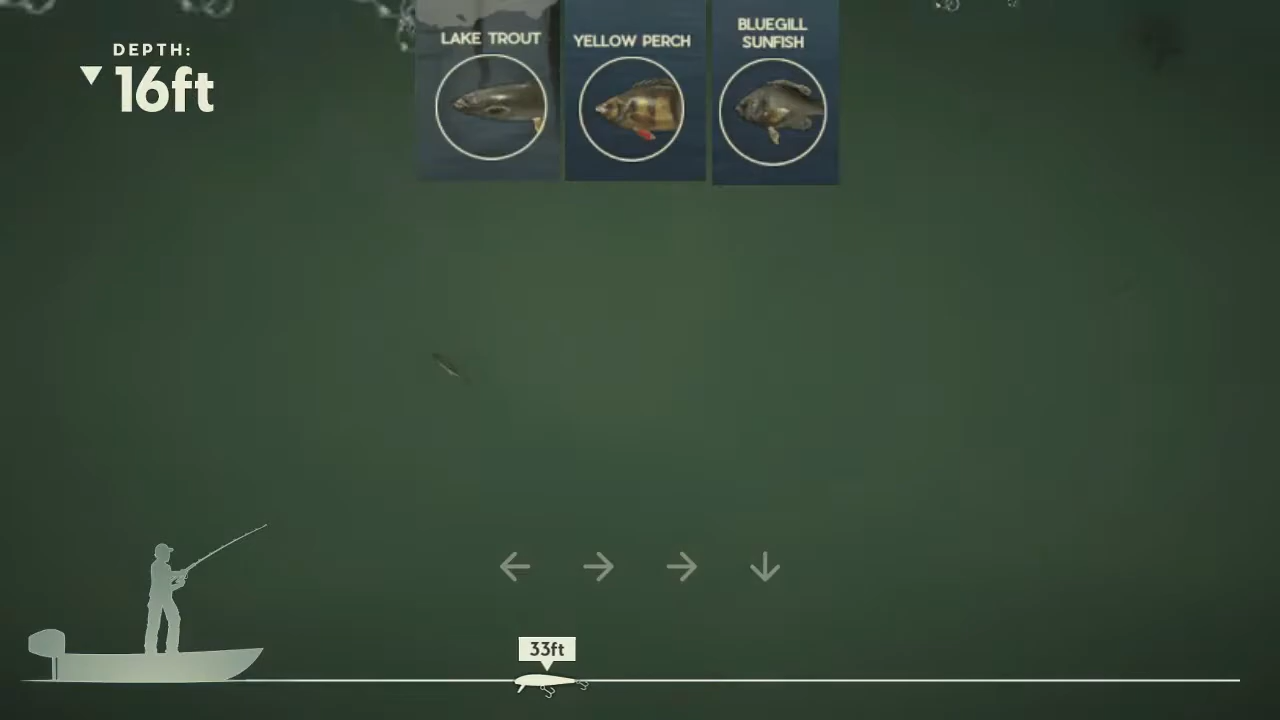 DEPTH:
16ft
LAKE TROUT
YELLOW PERCH
BLUEGILL
SUNFISH
33ft